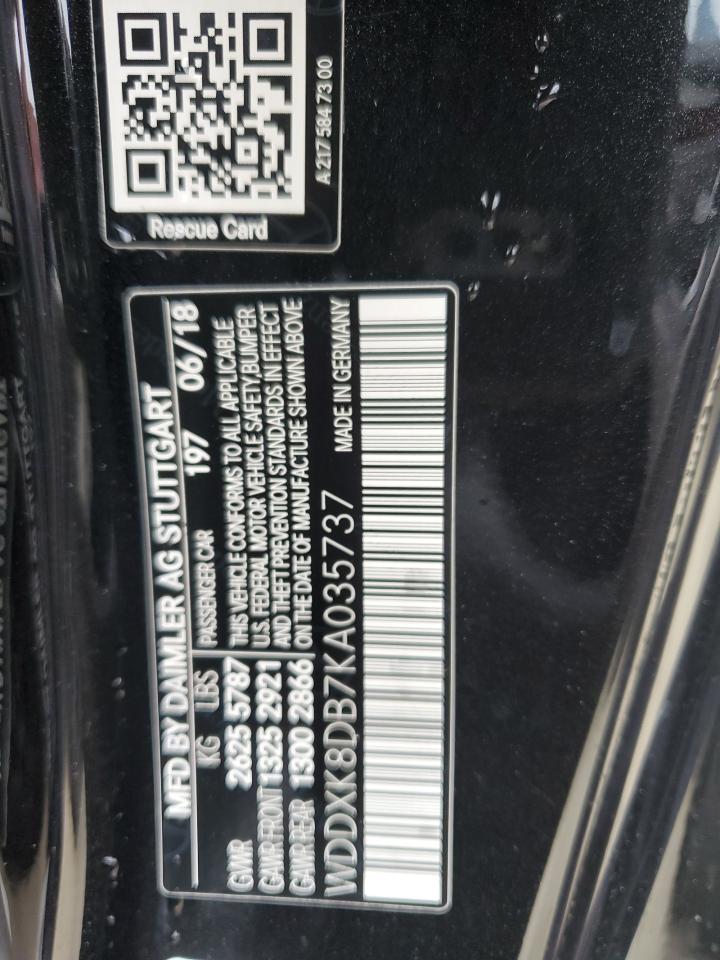 A 217 584 73 00
Rescue Card
MFD BY DAIMLER AG STUTTGART
197 06/18
KG LBS PASSENGER CAR
GVWR 2625 5787 THIS VEHICLE CONFORMS TO ALL APPLICABLE
U.S. FEDERAL MOTOR VEHICLE SAFETY,BUMPER
GAWR FRONT 1325 2921 AND THEFT PREVENTION STANDARDS IN EFFECT
GAWR REAR 1300 2866 ON THE DATE OF MANUFACTURE SHOWN ABOVE
WDDXK8DB7KA035737 MADE IN GERMANY